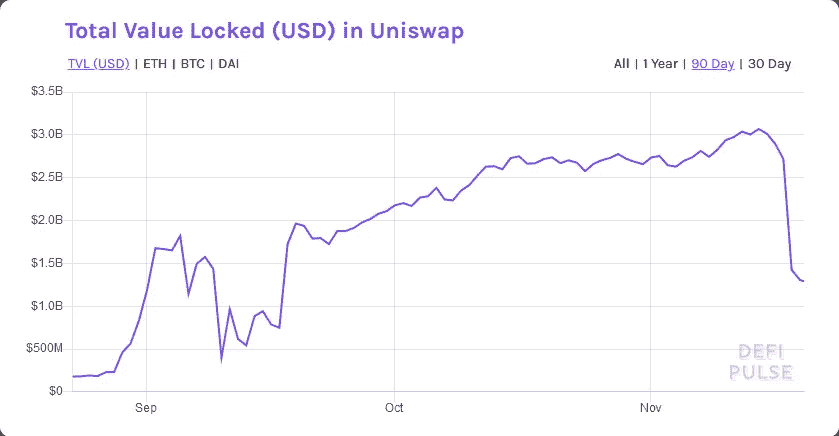 Total Value Locked (USD) in Uniswap
TVL (USD) | ETH | BTC | DAI All | 1 Year | 90 Day | 30 Day
$3.5B
$3.0B
$2.5B
$2.0B
$1.5B
$1.0B
$500M
$0
DEFI
PULSE
Sep Oct Nov